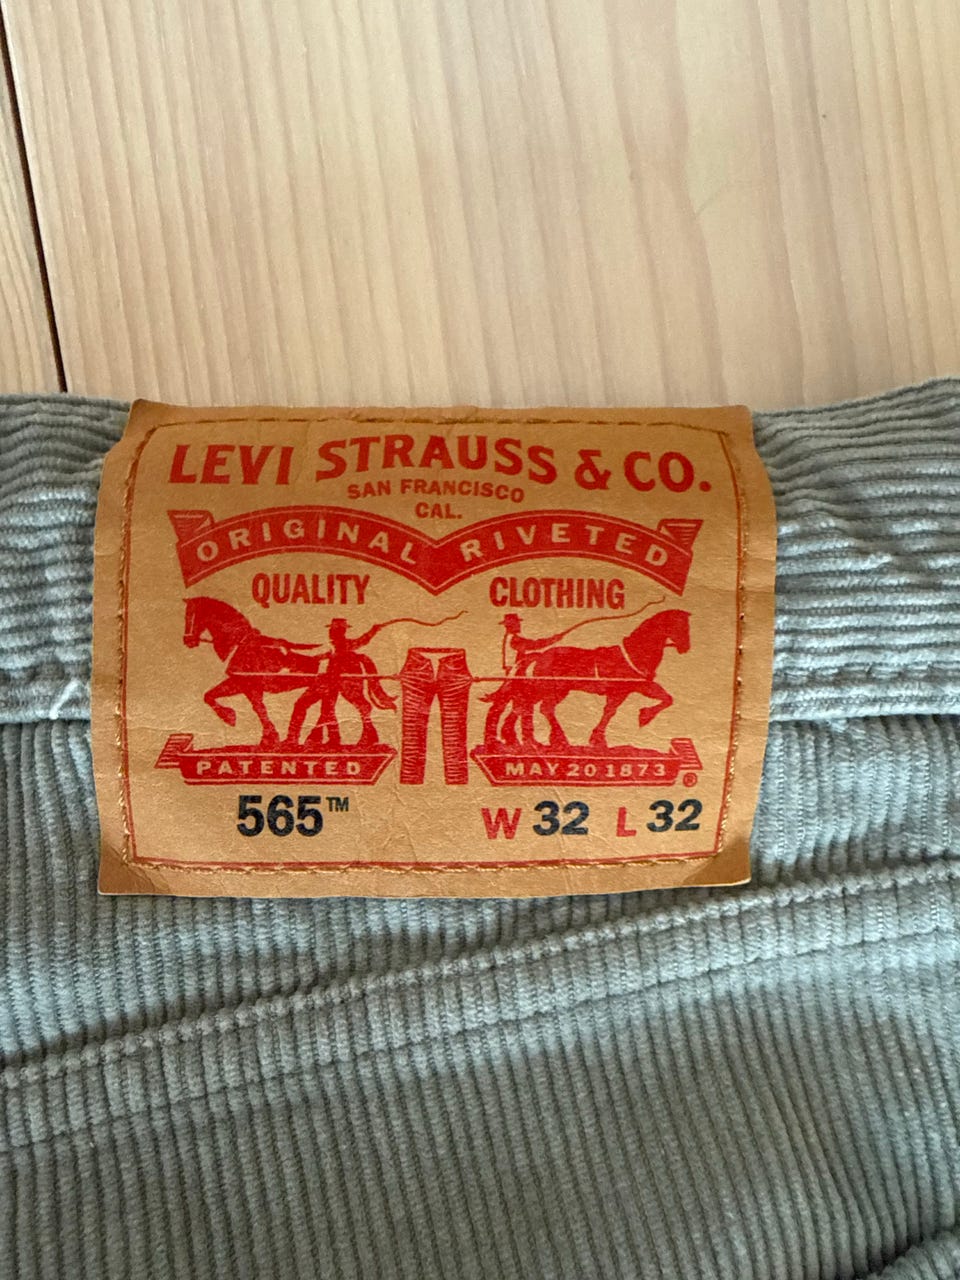 LEVI STRAUSS & CO.
SAN FRANCISCO
CAL.
ORIGINAL RIVETED
QUALITY CLOTHING
PATENTED MAY 20 1873 ®
565™ W 32 L 32